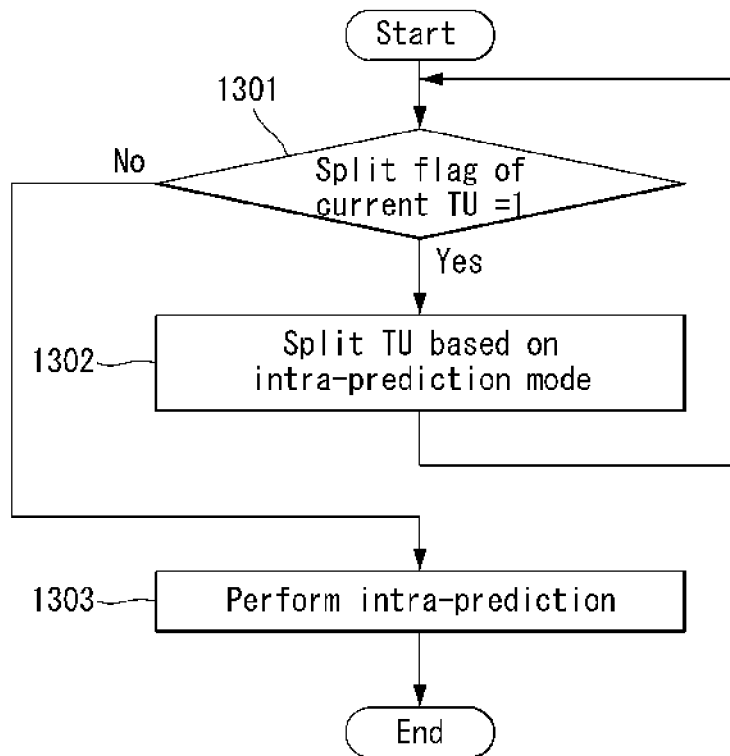 Start
1301
No
Split flag of
current TU =1
Yes
1302
Split TU based on
intra-prediction mode
1303
Perform intra-prediction
End